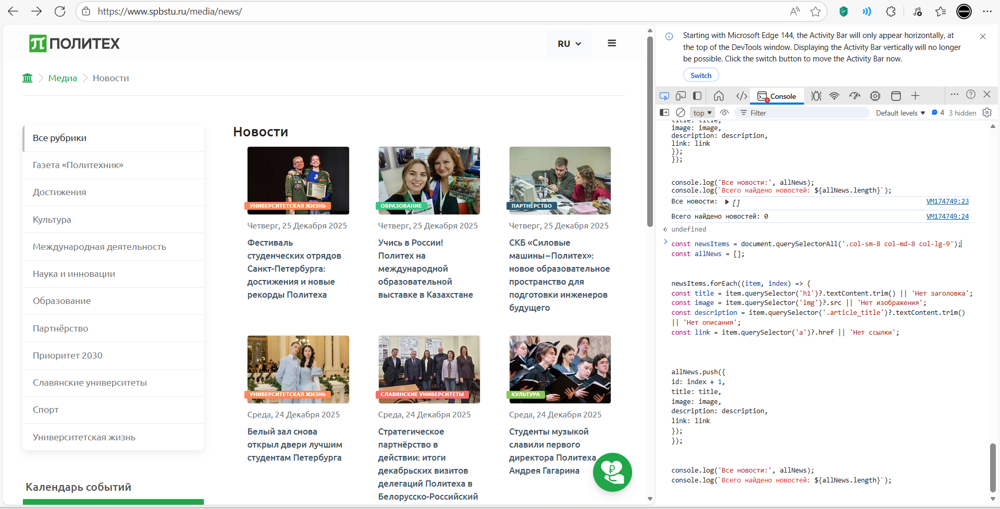 https://www.spbstu.ru/media/news/
ПОЛИТЕХ
RU
Медиа
Новости
Все рубрики
Газета «Политехник»
Достижения
Культура
Международная деятельность
Наука и инновации
Образование
Партнёрство
Приоритет 2030
Славянские университеты
Спорт
Университетская жизнь
Календарь событий
Новости
УНИВЕРСИТЕТСКАЯ ЖИЗНЬ
Четверг, 25 Декабря 2025
Фестиваль
студенческих отрядов
Санкт-Петербурга:
достижения и новые
рекорды Политеха
ОБРАЗОВАНИЕ
Четверг, 25 Декабря 2025
Учись в России!
Политех на
международной
образовательной
выставке в Казахстане
ПАРТНЁРСТВО
Четверг, 25 Декабря 2025
СКБ «Силовые
машины–Политех»:
новое образовательное
пространство для
подготовки инженеров
будущего
УНИВЕРСИТЕТСКАЯ ЖИЗНЬ
Среда, 24 Декабря 2025
Белый зал снова
открыл двери лучшим
студентам Петербурга
СЛАВЯНСКИЕ УНИВЕРСИТЕТЫ
Среда, 24 Декабря 2025
Стратегическое
партнёрство в
действии: итоги
декабрьских визитов
делегаций Политеха в
Белорусско-Российский
КУЛЬТУРА
Среда, 24 Декабря 2025
Студенты музыкой
славили первого
директора Политеха
Андрея Гагарина
Starting with Microsoft Edge 144, the Activity Bar will only appear horizontally, at
the top of the DevTools window. Displaying the Activity Bar vertically will no longer
be possible. Click the switch button to move the Activity Bar now.
Switch
Console
top
Filter
Default levels
4
3 hidden
title: title,
image: image,
description: description,
link: link
});
});
console.log('Все новости:', allNews);
console.log(`Всего найдено новостей: ${allNews.length}`);
Все новости: ▶ []
VM174749:23
Всего найдено новостей: 0
VM174749:24
undefined
const newsItems = document.querySelectorAll('.col-sm-8 col-md-8 col-lg-9');
const allNews = [];
newsItems.forEach((item, index) => {
const title = item.querySelector('h1')?.textContent.trim() || 'Нет заголовка';
const image = item.querySelector('img')?.src || 'Нет изображения';
const description = item.querySelector('.article_title')?.textContent.trim()
|| 'Нет описания';
const link = item.querySelector('a')?.href || 'Нет ссылки';
allNews.push({
id: index + 1,
title: title,
image: image,
description: description,
link: link
});
});
console.log('Все новости:', allNews);
console.log(`Всего найдено новостей: ${allNews.length}`);